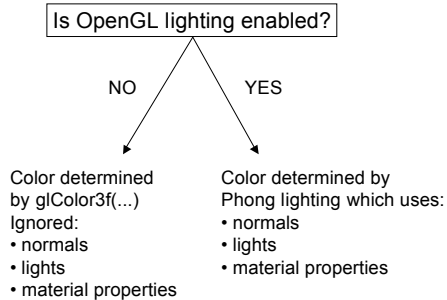 Is OpenGL lighting enabled?
NO
YES
Color determined
by glColor3f(...)
Ignored:
• normals
• lights
• material properties
Color determined by
Phong lighting which uses:
• normals
• lights
• material properties